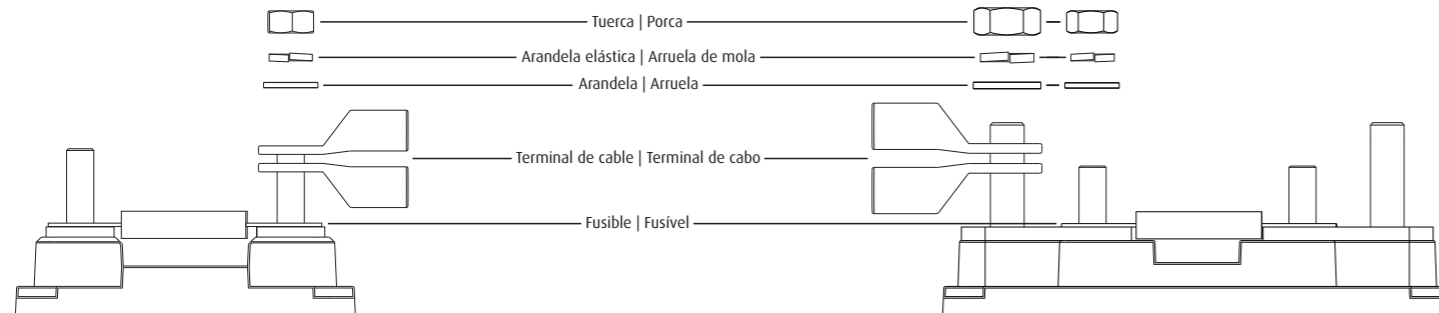 Tuerca | Porca
Arandela elástica | Arruela de mola
Arandela | Arruela
Terminal de cable | Terminal de cabo
Fusible | Fusível